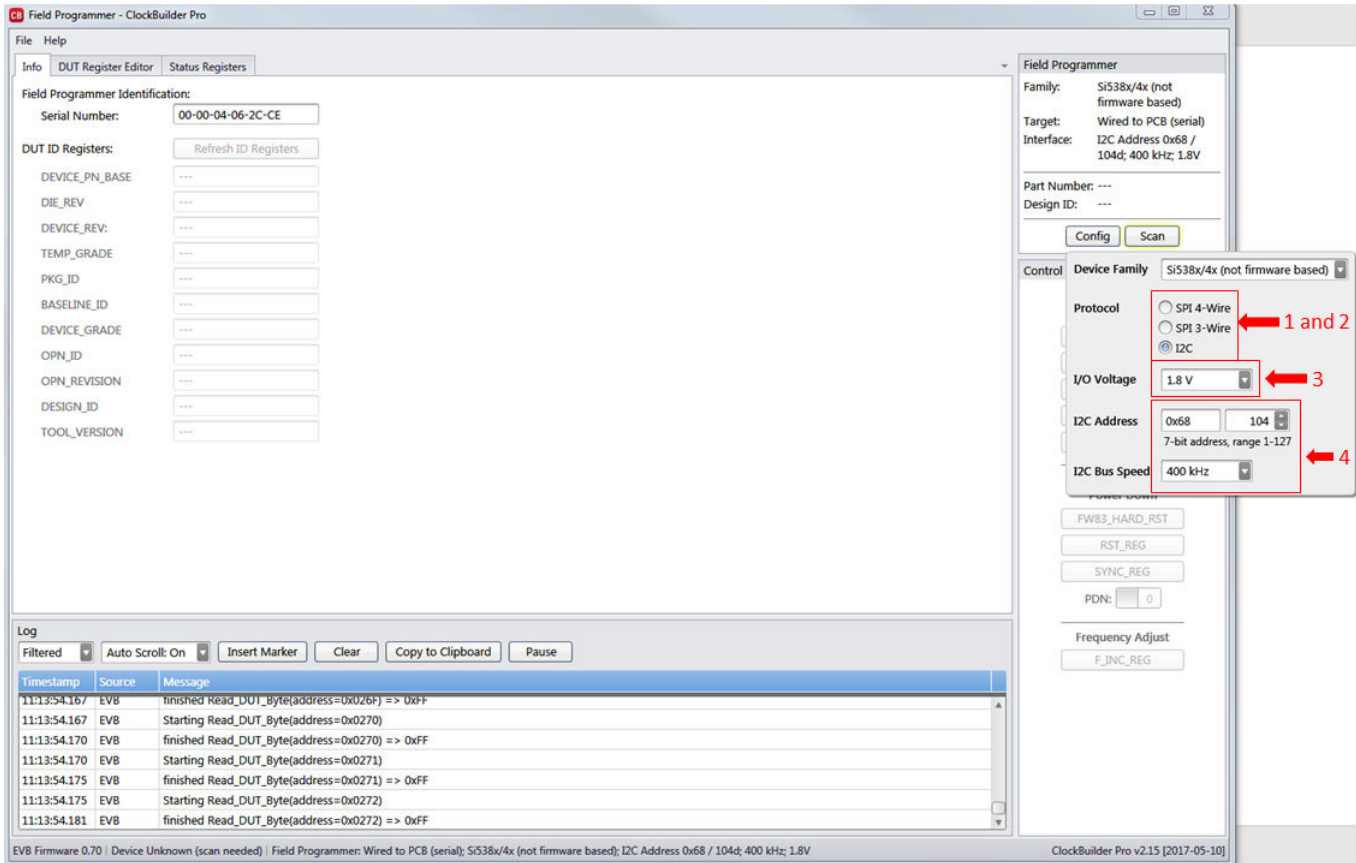 CB Field Programmer - ClockBuilder Pro
File Help
Info DUT Register Editor Status Registers
Field Programmer Identification:
Serial Number: 00-00-04-06-2C-CE
DUT ID Registers: Refresh ID Registers
DEVICE_PN_BASE ---
DIE_REV ---
DEVICE_REV: ---
TEMP_GRADE ---
PKG_ID ---
BASELINE_ID ---
DEVICE_GRADE ---
OPN_ID ---
OPN_REVISION ---
DESIGN_ID ---
TOOL_VERSION ---
Field Programmer
Family: Si538x/4x (not
firmware based)
Target: Wired to PCB (serial)
Interface: I2C Address 0x68 /
104d; 400 kHz; 1.8V
Part Number: ---
Design ID: ---
Config Scan
Control
Device Family Si538x/4x (not firmware based)
Protocol SPI 4-Wire
SPI 3-Wire
I2C
1 and 2
I/O Voltage 1.8 V
3
I2C Address 0x68 104
7-bit address, range 1-127
I2C Bus Speed 400 kHz
4
Power Down
FW83_HARD_RST
RST_REG
SYNC_REG
PDN: 0
Frequency Adjust
F_INC_REG
Log
Filtered Auto Scroll: On Insert Marker Clear Copy to Clipboard Pause
Timestamp Source Message
11:13:54.167 EVB finished Read_DUT_Byte(address=0x026F) => 0xFF
11:13:54.167 EVB Starting Read_DUT_Byte(address=0x0270)
11:13:54.170 EVB finished Read_DUT_Byte(address=0x0270) => 0xFF
11:13:54.170 EVB Starting Read_DUT_Byte(address=0x0271)
11:13:54.175 EVB finished Read_DUT_Byte(address=0x0271) => 0xFF
11:13:54.175 EVB Starting Read_DUT_Byte(address=0x0272)
11:13:54.181 EVB finished Read_DUT_Byte(address=0x0272) => 0xFF
EVB Firmware 0.70 | Device Unknown (scan needed) | Field Programmer: Wired to PCB (serial); Si538x/4x (not firmware based); I2C Address 0x68 / 104d; 400 kHz; 1.8V
ClockBuilder Pro v2.15 [2017-05-10]